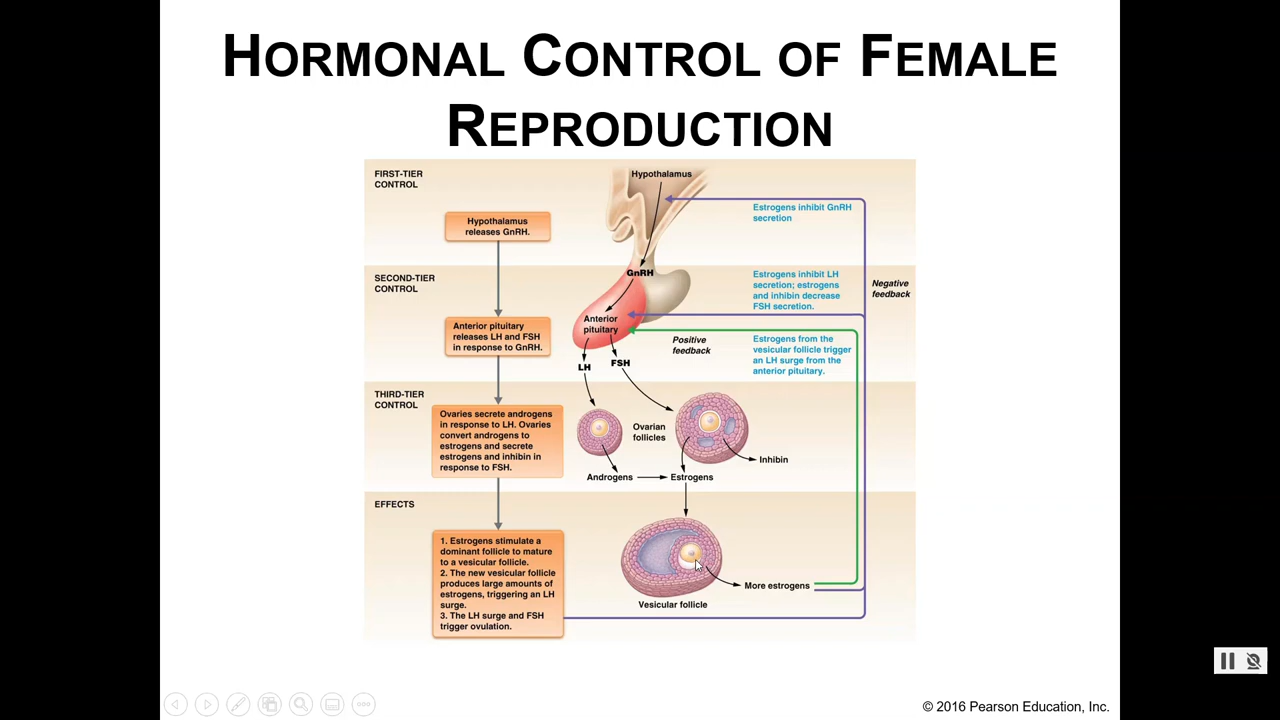 HORMONAL CONTROL OF FEMALE
REPRODUCTION
FIRST-TIER
CONTROL
Hypothalamus
releases GnRH.
Hypothalamus
Estrogens inhibit GnRH
secretion
SECOND-TIER
CONTROL
Anterior pituitary
releases LH and FSH
in response to GnRH.
GnRH
Anterior
pituitary
LH
FSH
Estrogens inhibit LH
secretion; estrogens
and inhibin decrease
FSH secretion.
Negative
feedback
Positive
feedback
Estrogens from the
vesicular follicle trigger
an LH surge from the
anterior pituitary.
THIRD-TIER
CONTROL
Ovaries secrete androgens
in response to LH. Ovaries
convert androgens to
estrogens and secrete
estrogens and inhibin in
response to FSH.
Ovarian
follicles
Inhibin
Androgens
Estrogens
EFFECTS
1. Estrogens stimulate a
dominant follicle to mature
to a vesicular follicle.
2. The new vesicular follicle
produces large amounts of
estrogens, triggering an LH
surge.
3. The LH surge and FSH
trigger ovulation.
More estrogens
Vesicular follicle
© 2016 Pearson Education, Inc.